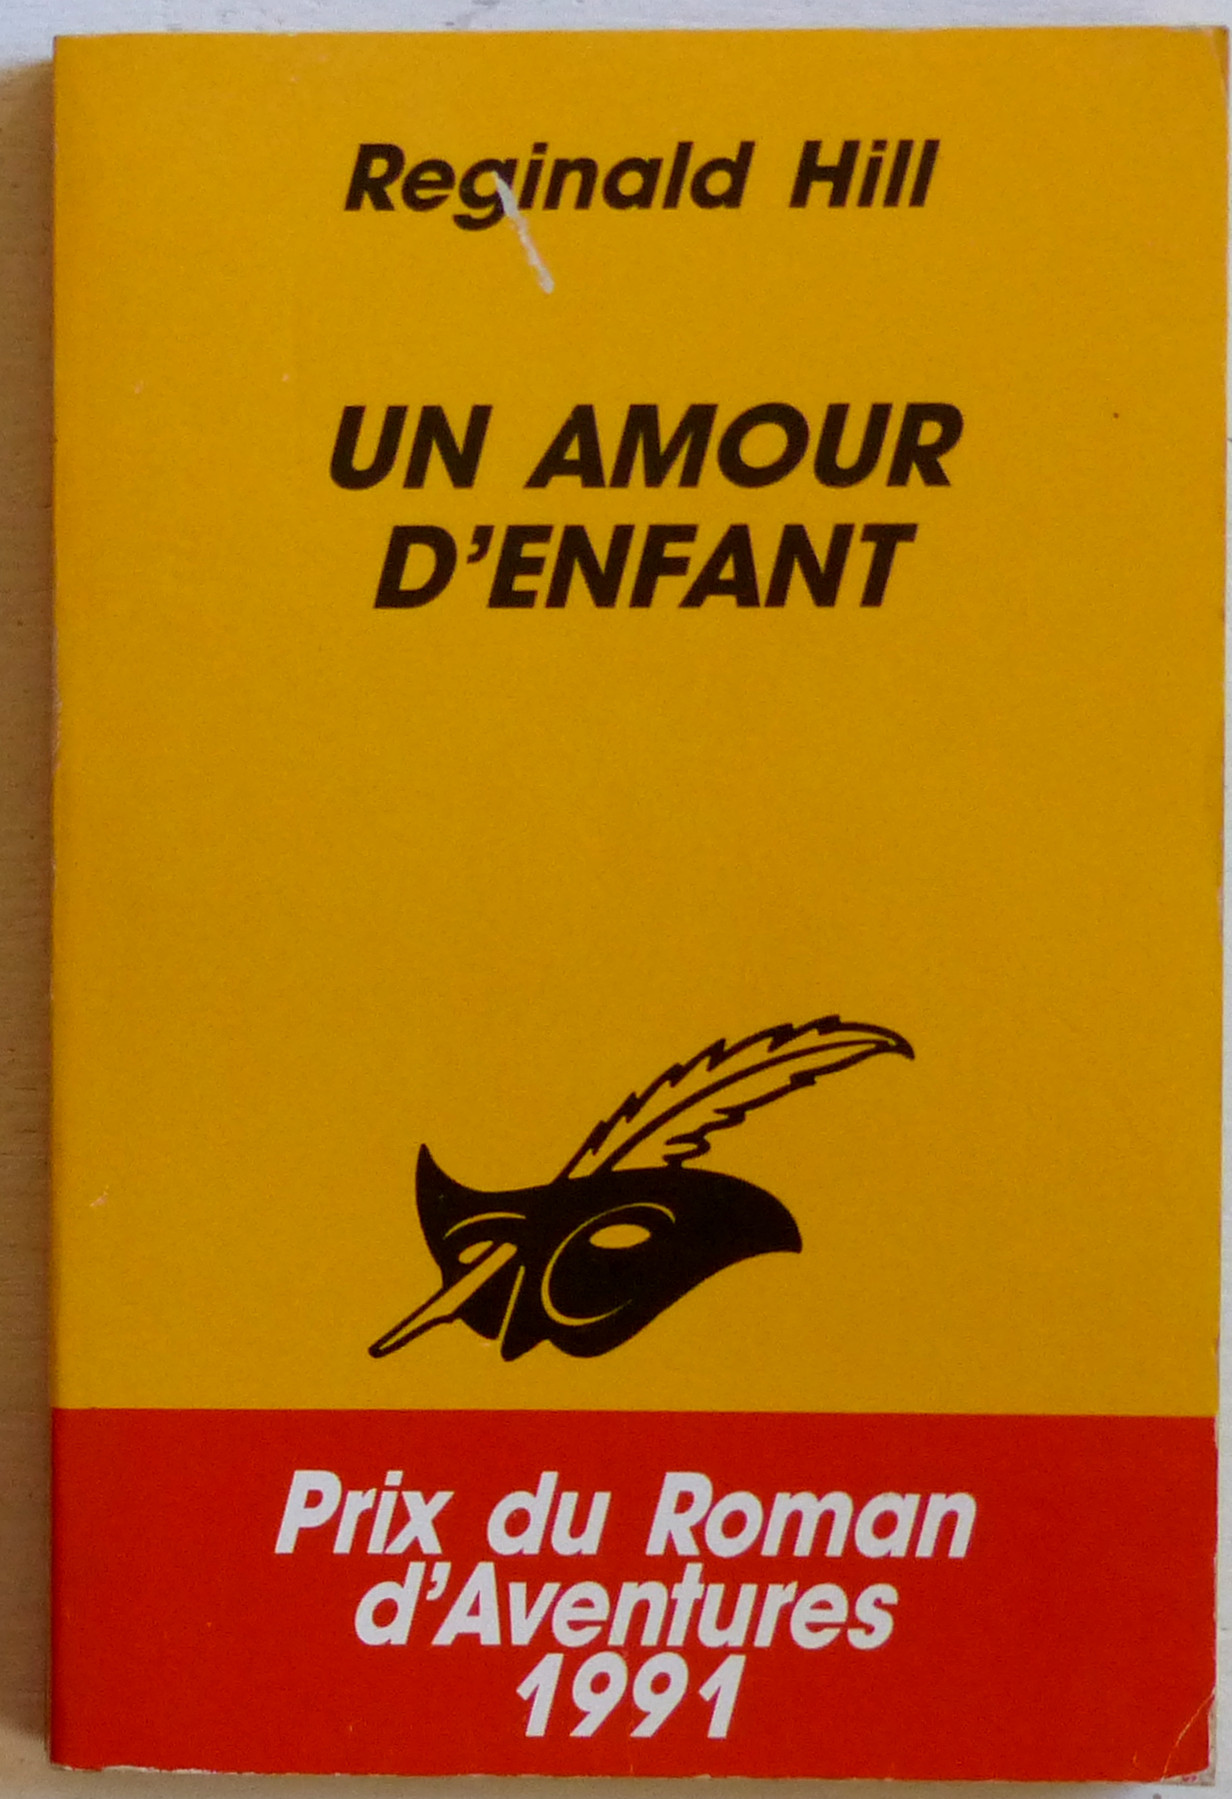 Reginald Hill
UN AMOUR
D'ENFANT
Prix du Roman
d'Aventures
1991